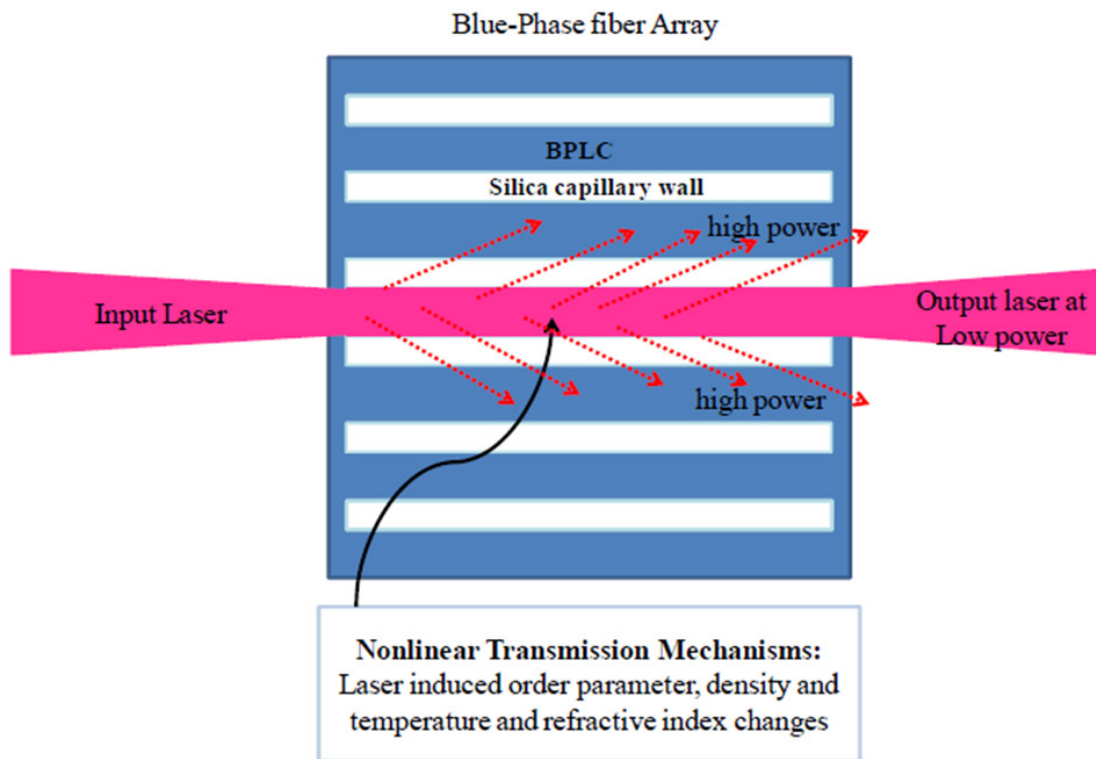 Blue-Phase fiber Array
BPLC
Silica capillary wall
high power
Input Laser
Output laser at
Low power
high power
Nonlinear Transmission Mechanisms:
Laser induced order parameter, density and
temperature and refractive index changes